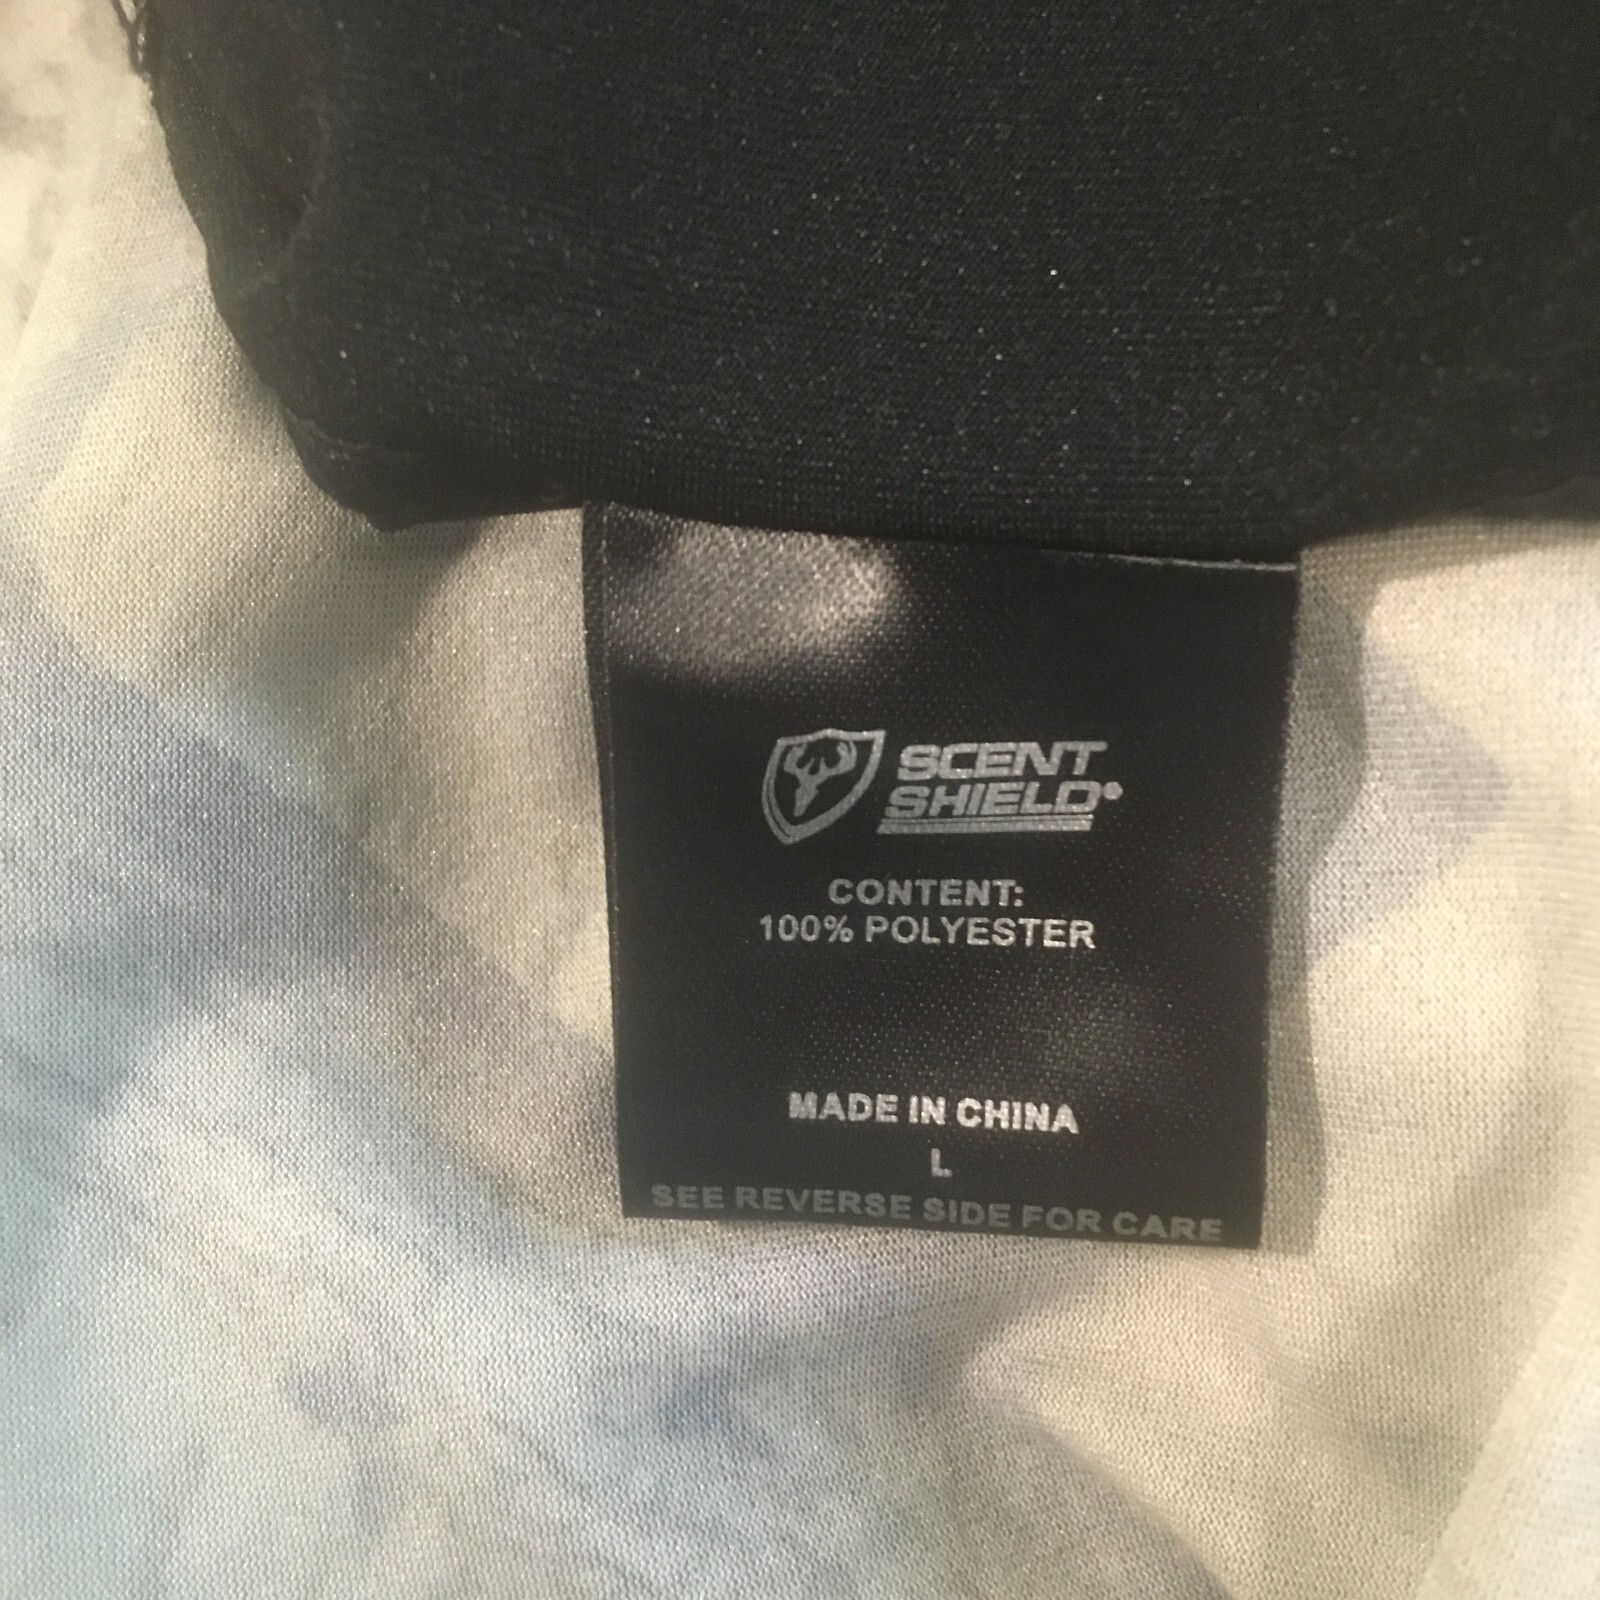 SCENT
SHIELD®
CONTENT:
100% POLYESTER
MADE IN CHINA
L
SEE REVERSE SIDE FOR CARE